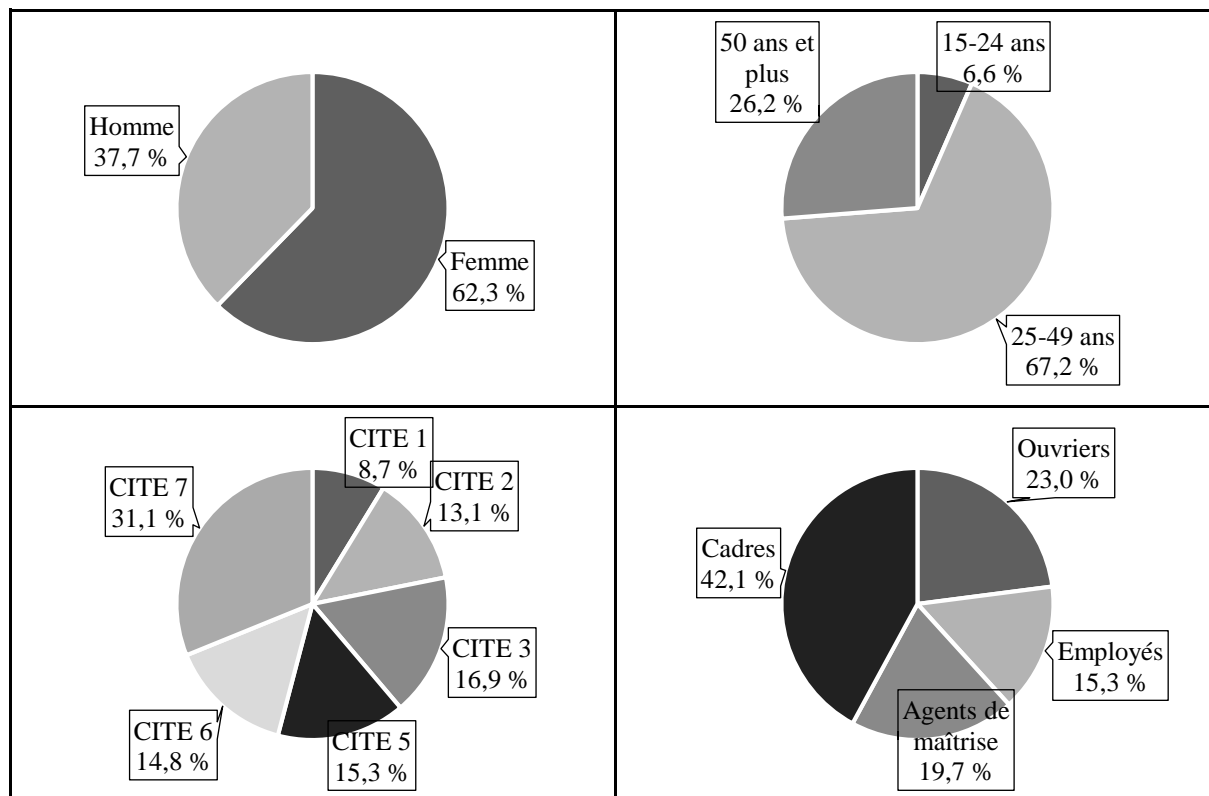 Homme
37,7 %
Femme
62,3 %
50 ans et
plus
26,2 %
15-24 ans
6,6 %
25-49 ans
67,2 %
CITE 1
8,7 %
CITE 2
13,1 %
CITE 3
16,9 %
CITE 5
15,3 %
CITE 6
14,8 %
CITE 7
31,1 %
Ouvriers
23,0 %
Employés
15,3 %
Agents de
maîtrise
19,7 %
Cadres
42,1 %